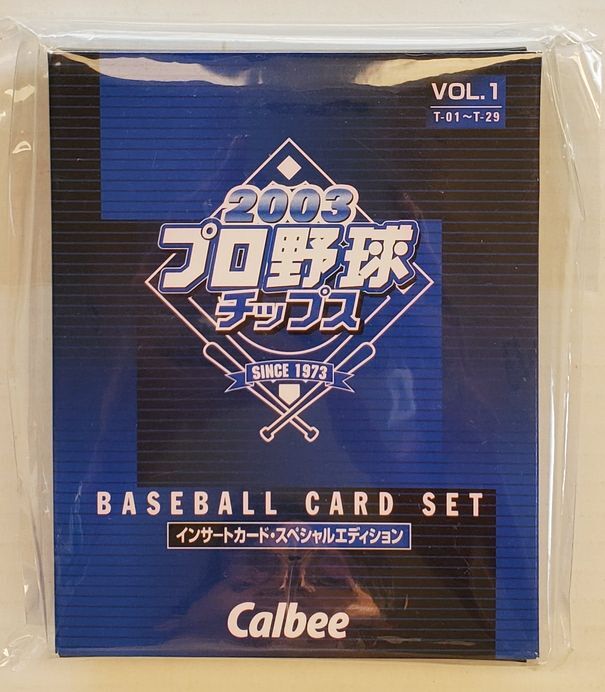 VOL.1
T-01～T-29
2003
プロ野球
チップス
SINCE 1973
BASEBALL CARD SET
インサートカード・スペシャルエディション
Calbee